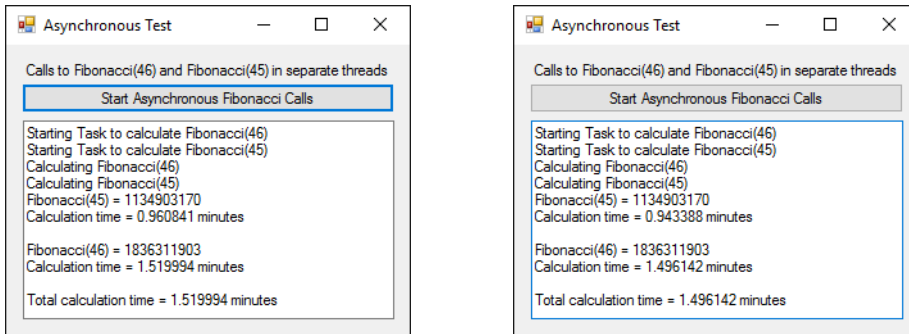 Asynchronous Test
Calls to Fibonacci(46) and Fibonacci(45) in separate threads
Start Asynchronous Fibonacci Calls
Starting Task to calculate Fibonacci(46)
Starting Task to calculate Fibonacci(45)
Calculating Fibonacci(46)
Calculating Fibonacci(45)
Fibonacci(45) = 1134903170
Calculation time = 0.960841 minutes
Fibonacci(46) = 1836311903
Calculation time = 1.519994 minutes
Total calculation time = 1.519994 minutes
Asynchronous Test
Calls to Fibonacci(46) and Fibonacci(45) in separate threads
Start Asynchronous Fibonacci Calls
Starting Task to calculate Fibonacci(46)
Starting Task to calculate Fibonacci(45)
Calculating Fibonacci(46)
Calculating Fibonacci(45)
Fibonacci(45) = 1134903170
Calculation time = 0.943388 minutes
Fibonacci(46) = 1836311903
Calculation time = 1.496142 minutes
Total calculation time = 1.496142 minutes